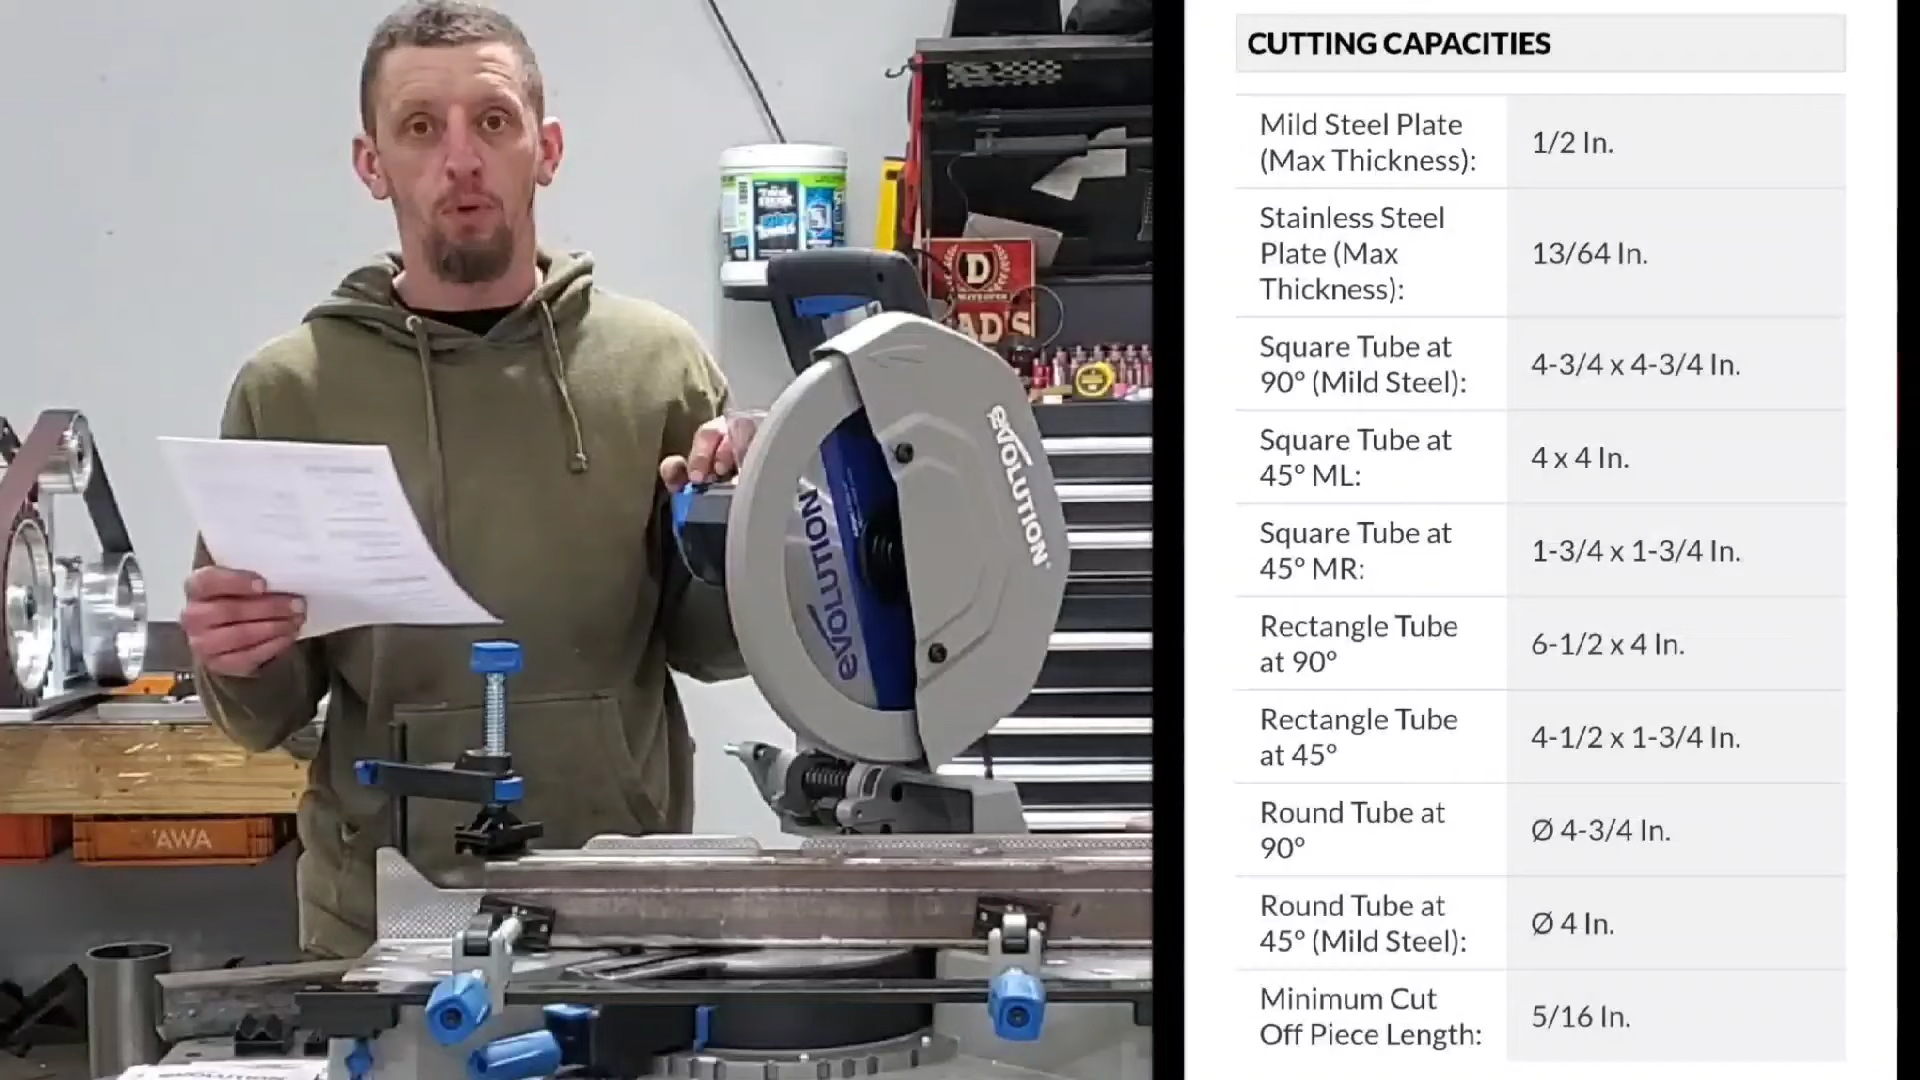 CUTTING CAPACITIES
Mild Steel Plate
(Max Thickness):
1/2 In.
Stainless Steel
Plate (Max
Thickness):
13/64 In.
Square Tube at
90° (Mild Steel):
4-3/4 x 4-3/4 In.
Square Tube at
45° ML:
4 x 4 In.
Square Tube at
45° MR:
1-3/4 x 1-3/4 In.
Rectangle Tube
at 90°
6-1/2 x 4 In.
Rectangle Tube
at 45°
4-1/2 x 1-3/4 In.
Round Tube at
90°
Ø 4-3/4 In.
Round Tube at
45° (Mild Steel):
Ø 4 In.
Minimum Cut
Off Piece Length:
5/16 In.
D
AD'S
evolution®
evolution
AWA